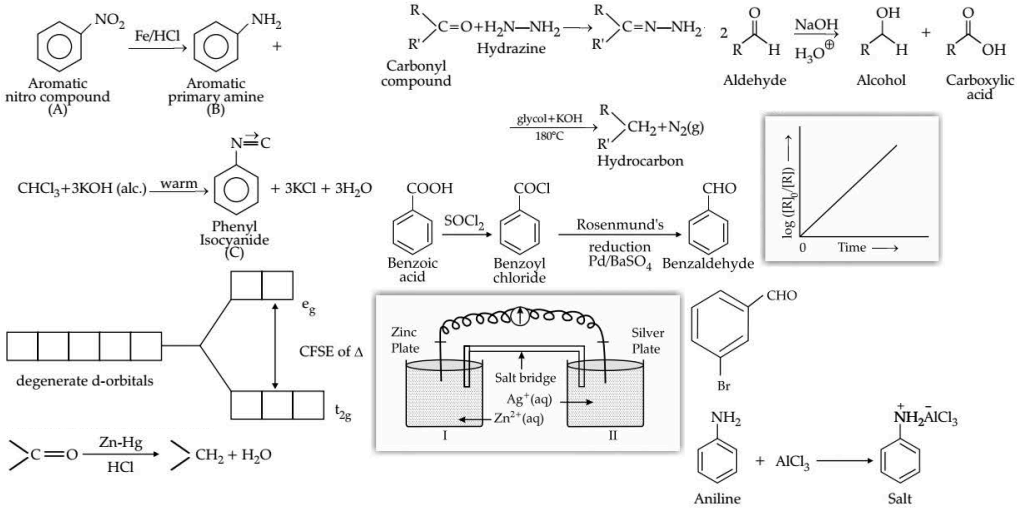 NO2
Fe/HCl
NH2
+
Aromatic
nitro compound
(A)
Aromatic
primary amine
(B)
R
R'
C=O+H2N—NH2
Hydrazine
Carbonyl
compound
R
R'
C=N—NH2
2
O
R
H
Aldehyde
NaOH
H3O⊕
OH
R
H
Alcohol
+
O
R
OH
Carboxylic
acid
glycol+KOH
180°C
R
R'
CH2+N2(g)
Hydrocarbon
CHCl3+3KOH (alc.)
warm
N≡C
+ 3KCl + 3H2O
Phenyl
Isocyanide
(C)
COOH
SOCl2
COCl
Rosenmund's
reduction
Pd/BaSO4
CHO
Benzoic
acid
Benzoyl
chloride
Benzaldehyde
log ([R]0/[R])
0
Time
degenerate d-orbitals
eg
CFSE of Δ
t2g
Zinc
Plate
Silver
Plate
Salt bridge
Ag+(aq)
Zn2+(aq)
I
II
CHO
Br
C=O
Zn-Hg
HCl
CH2 + H2O
NH2
+ AlCl3
+ −
NH2AlCl3
Aniline
Salt